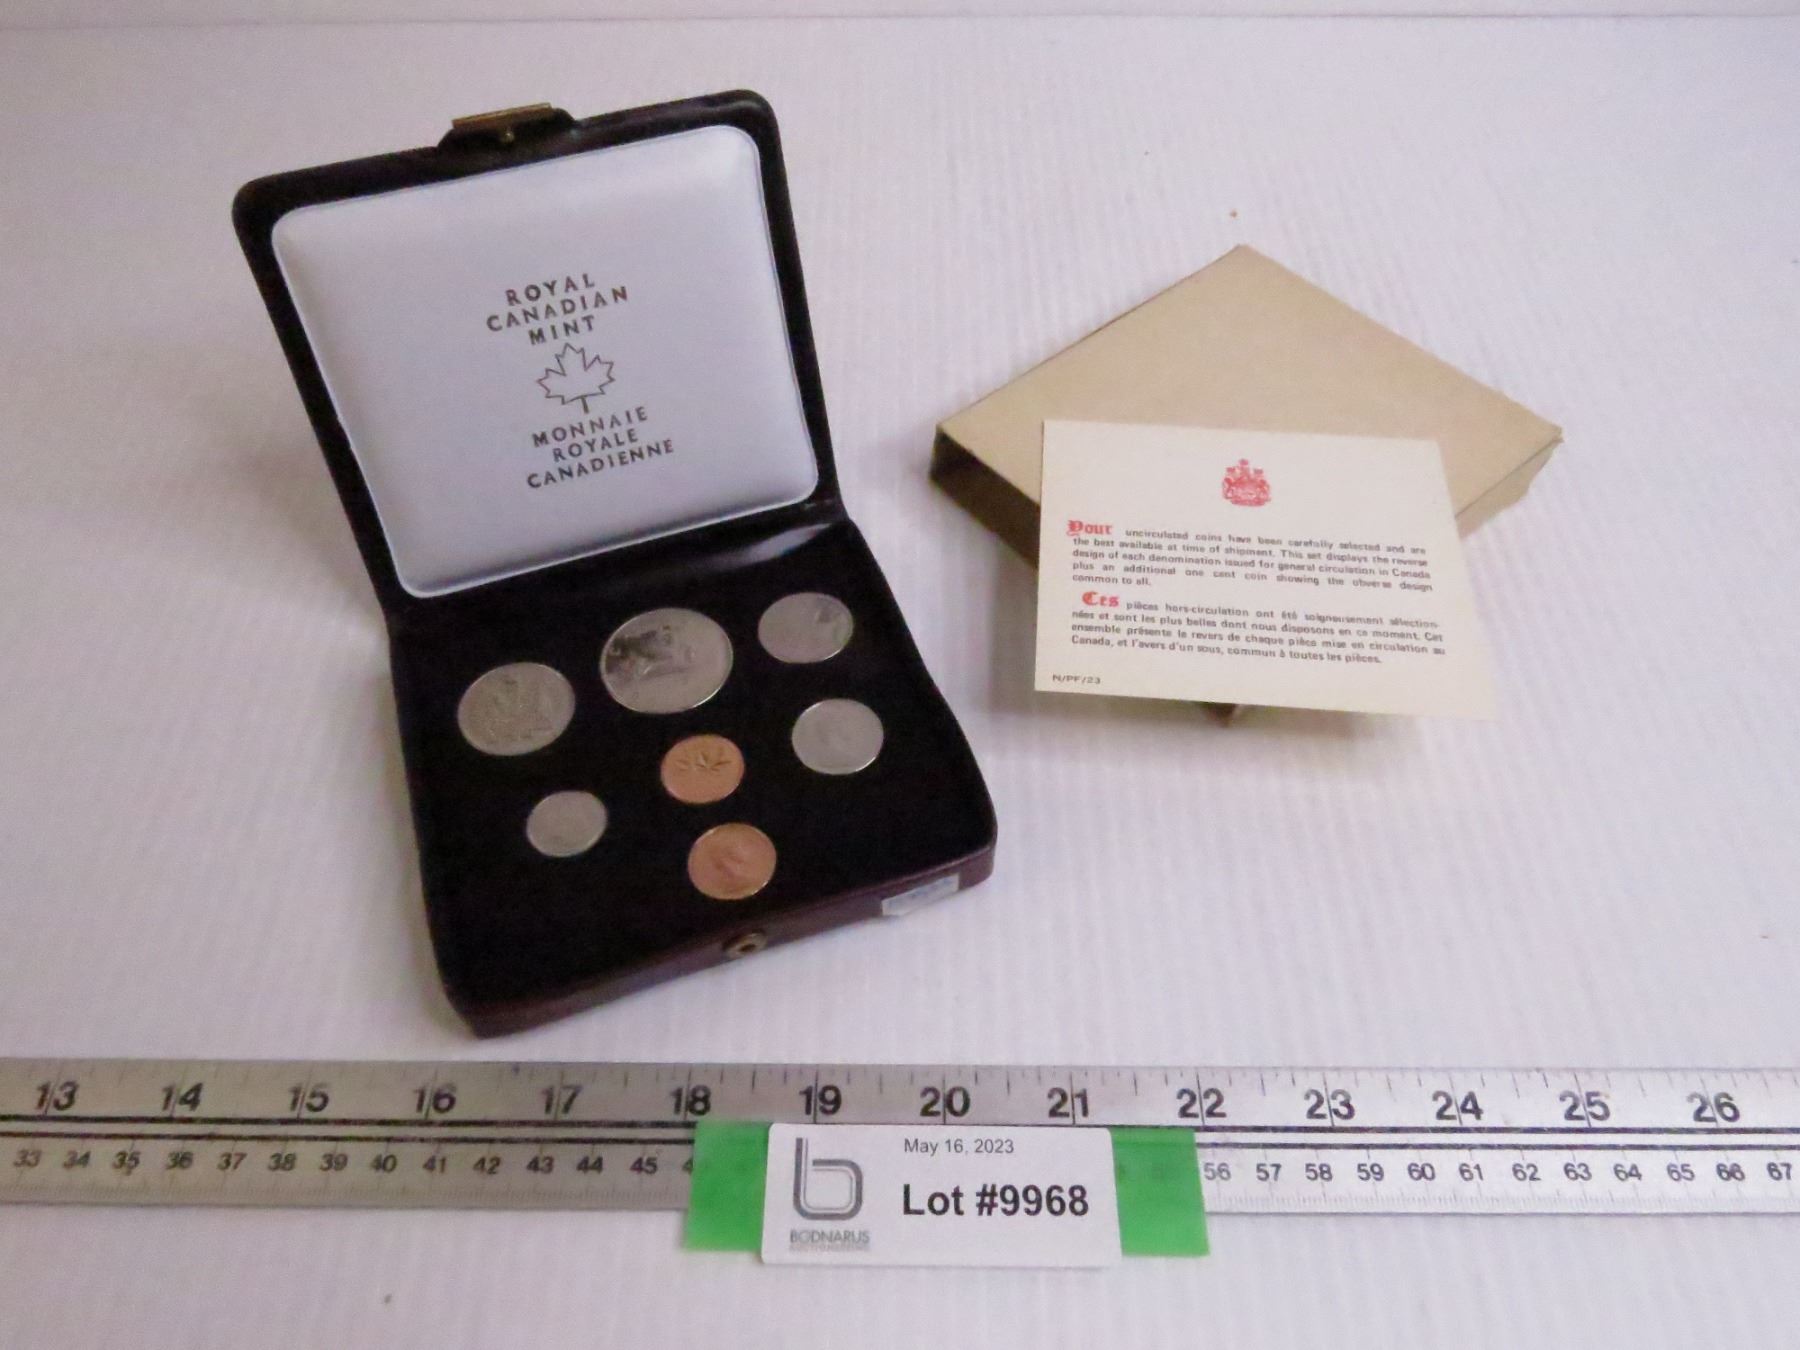 ROYAL
CANADIAN
MINT
MONNAIE
ROYALE
CANADIENNE
Your uncirculated coins have been carefully selected and are
the best available at time of shipment. This set displays the reverse
design of each denomination issued for general circulation in Canada
plus an additional one cent coin showing the obverse design
common to all.
Ces pièces hors-circulation ont été soigneusement sélection-
nées et sont les plus belles dont nous disposons en ce moment. Cet
ensemble présente le revers de chaque pièce mise en circulation au
Canada, et l'avers d'un sous, commun à toutes les pièces.
N/PF/23
13 14 15 16 17 18 19 20 21 22 23 24 25 26
33 34 35 36 37 38 39 40 41 42 43 44 45 56 57 58 59 60 61 62 63 64 65 66 67
May 16, 2023
Lot #9968
b
BODNARUS
AUCTIONEERING